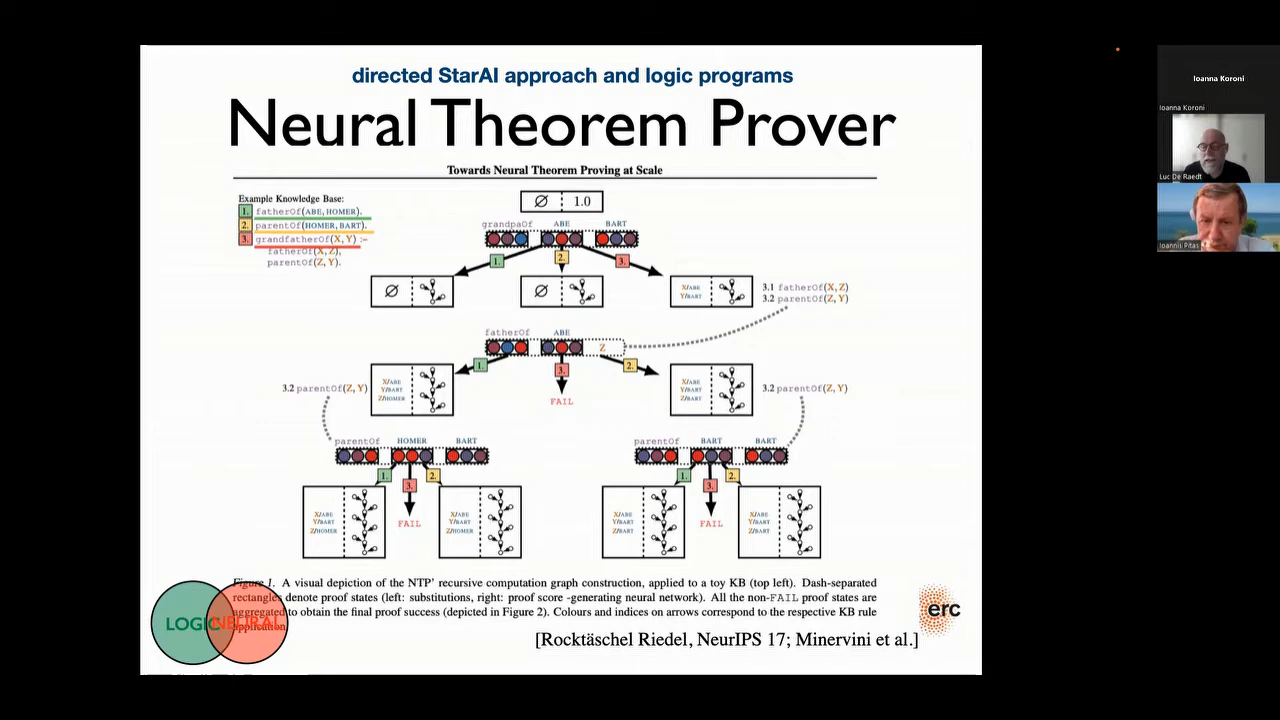 directed StarAI approach and logic programs
Neural Theorem Prover
Towards Neural Theorem Proving at Scale
Example Knowledge Base:
1. fatherOf(ABE, HOMER).
2. parentOf(HOMER, BART).
3. grandfatherOf(X, Y) :–
fatherOf(X, Z),
parentOf(Z, Y).
∅ 1.0
grandpaOf ABE BART
1. 2. 3.
∅ ∅ X/ABE
Y/BART
3.1 fatherOf(X, Z)
3.2 parentOf(Z, Y)
fatherOf ABE Z
1. 3. 2.
FAIL
3.2 parentOf(Z, Y)
X/ABE
Y/BART
Z/HOMER
X/ABE
Y/BART
Z/BART
3.2 parentOf(Z, Y)
parentOf HOMER BART
parentOf BART BART
1. 3. 2.
1. 3. 2.
X/ABE
Y/BART
Z/HOMER
FAIL
X/ABE
Y/BART
Z/HOMER
X/ABE
Y/BART
Z/BART
FAIL
X/ABE
Y/BART
Z/BART
Figure 1. A visual depiction of the NTP' recursive computation graph construction, applied to a toy KB (top left). Dash-separated
rectangles denote proof states (left: substitutions, right: proof score -generating neural network). All the non-FAIL proof states are
aggregated to obtain the final proof success (depicted in Figure 2). Colours and indices on arrows correspond to the respective KB rule
application.
LOGIC NEURAL
erc
[Rocktäschel Riedel, NeurIPS 17; Minervini et al.]
Ioanna Koroni
Ioanna Koroni
Luc De Raedt
Ioannis Pitas